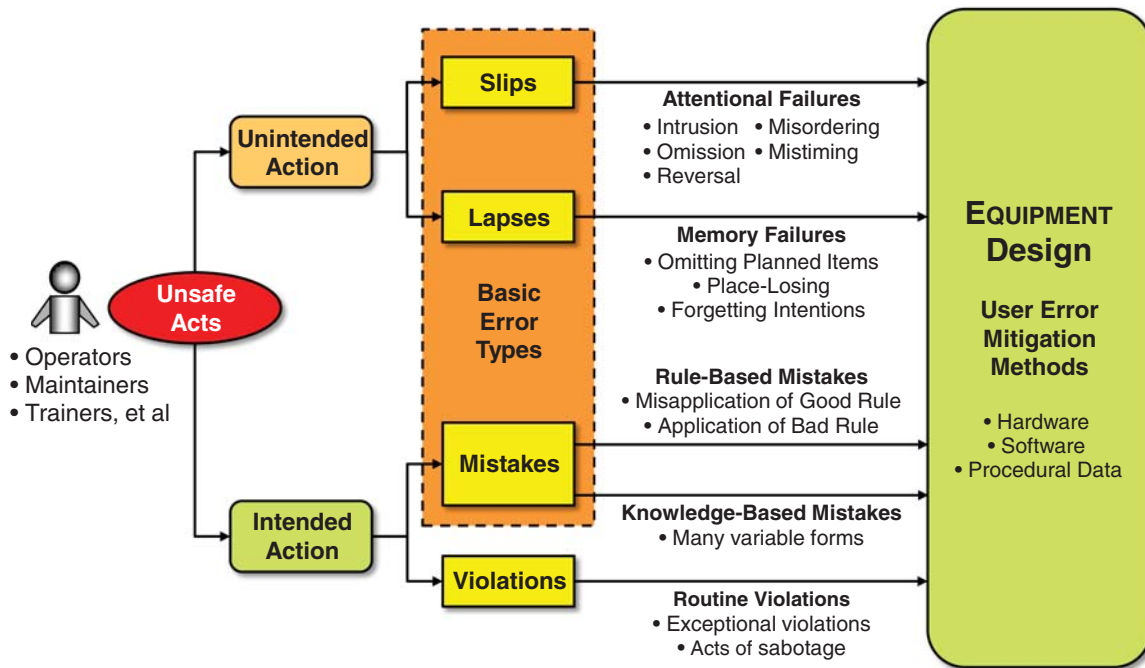 Unsafe
Acts
• Operators
• Maintainers
• Trainers, et al
Unintended
Action
Intended
Action
Slips
Lapses
Basic
Error
Types
Mistakes
Violations
Attentional Failures
• Intrusion • Misordering
• Omission • Mistiming
• Reversal
Memory Failures
• Omitting Planned Items
• Place-Losing
• Forgetting Intentions
Rule-Based Mistakes
• Misapplication of Good Rule
• Application of Bad Rule
Knowledge-Based Mistakes
• Many variable forms
Routine Violations
• Exceptional violations
• Acts of sabotage
EQUIPMENT
Design
User Error
Mitigation
Methods
• Hardware
• Software
• Procedural Data